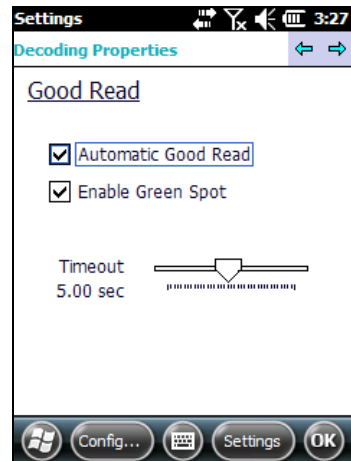 Settings 3:27
Decoding Properties
Good Read
Automatic Good Read
Enable Green Spot
Timeout
5.00 sec
Config... Settings OK